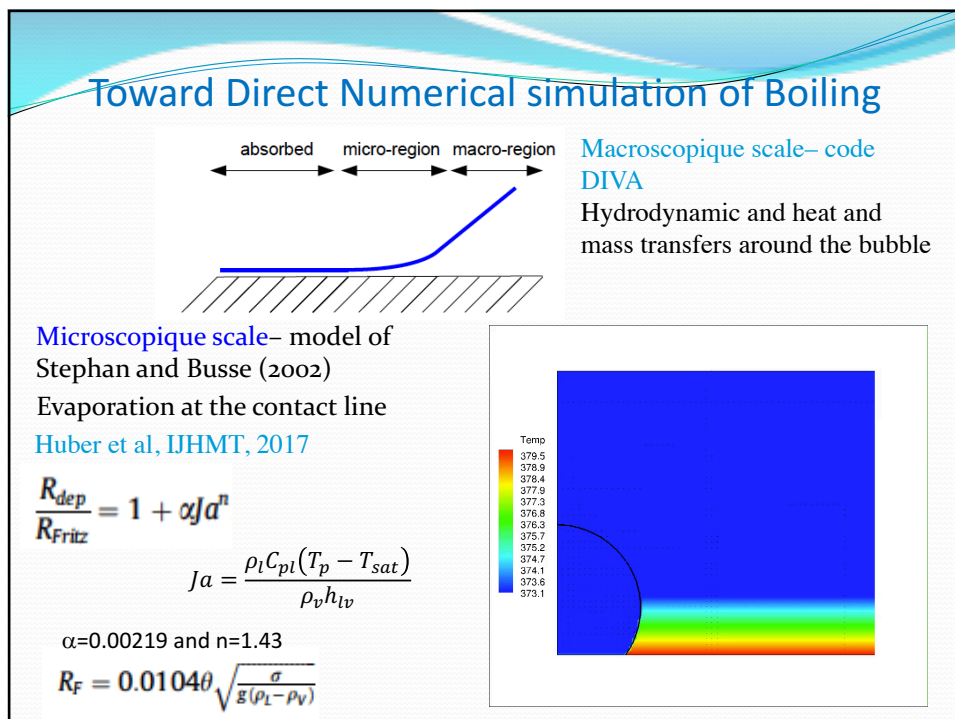 Toward Direct Numerical simulation of Boiling
absorbed micro-region macro-region
Macroscopique scale– code
DIVA
Hydrodynamic and heat and
mass transfers around the bubble
Microscopique scale– model of
Stephan and Busse (2002)
Evaporation at the contact line
Huber et al, IJHMT, 2017
R_dep / R_Fritz = 1 + αJa^n
Ja = ρ_l C_pl (T_p − T_sat) / ρ_v h_lv
α=0.00219 and n=1.43
R_F = 0.0104θ √(σ / g(ρ_L−ρ_V))
Temp
379.5
378.9
378.4
377.9
377.3
376.8
376.3
375.7
375.2
374.7
374.1
373.6
373.1